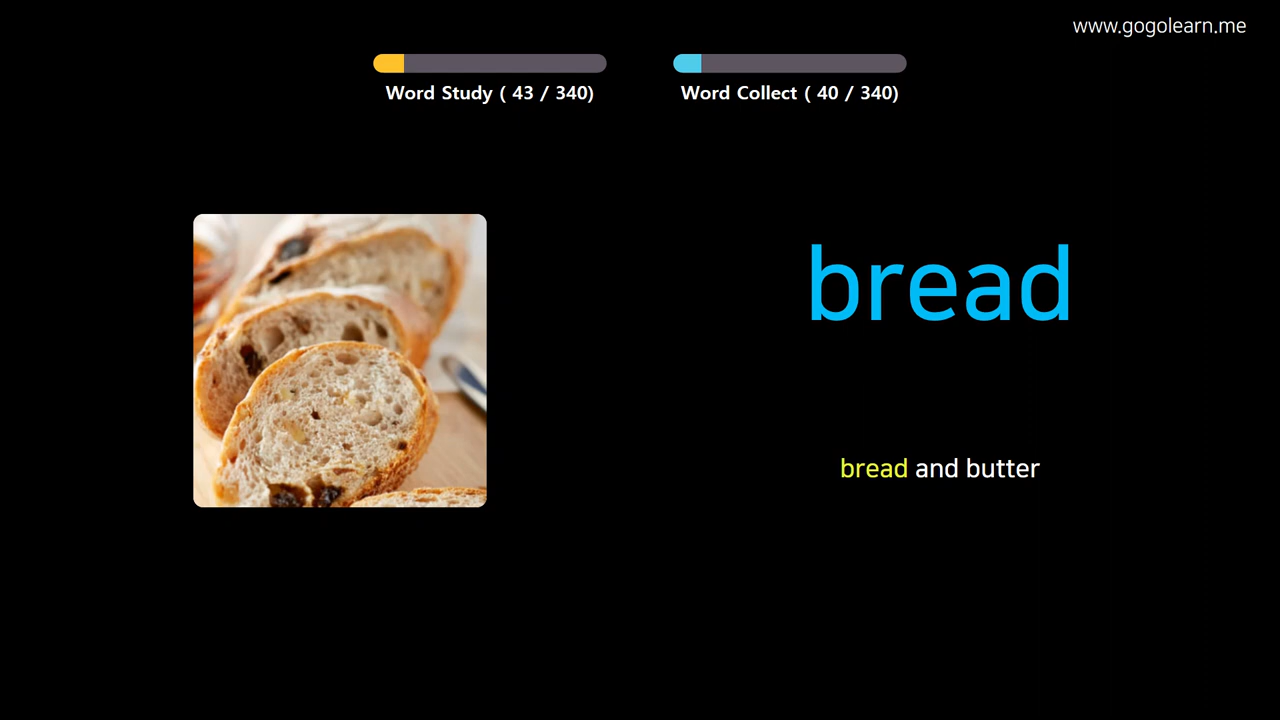 www.gogolearn.me
Word Study ( 43 / 340)
Word Collect ( 40 / 340)
bread
bread and butter